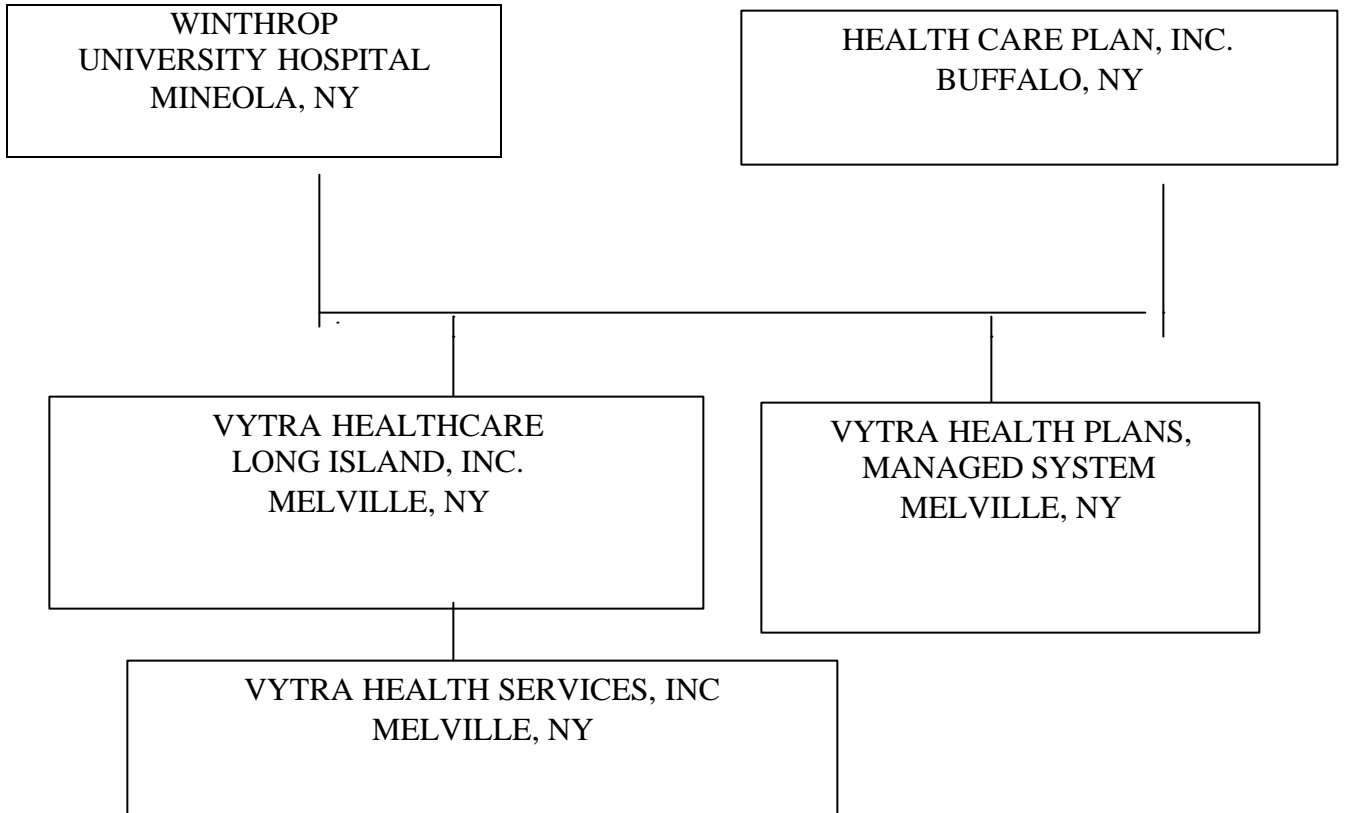 WINTHROP
UNIVERSITY HOSPITAL
MINEOLA, NY
HEALTH CARE PLAN, INC.
BUFFALO, NY
VYTRA HEALTHCARE
LONG ISLAND, INC.
MELVILLE, NY
VYTRA HEALTH PLANS,
MANAGED SYSTEM
MELVILLE, NY
VYTRA HEALTH SERVICES, INC
MELVILLE, NY